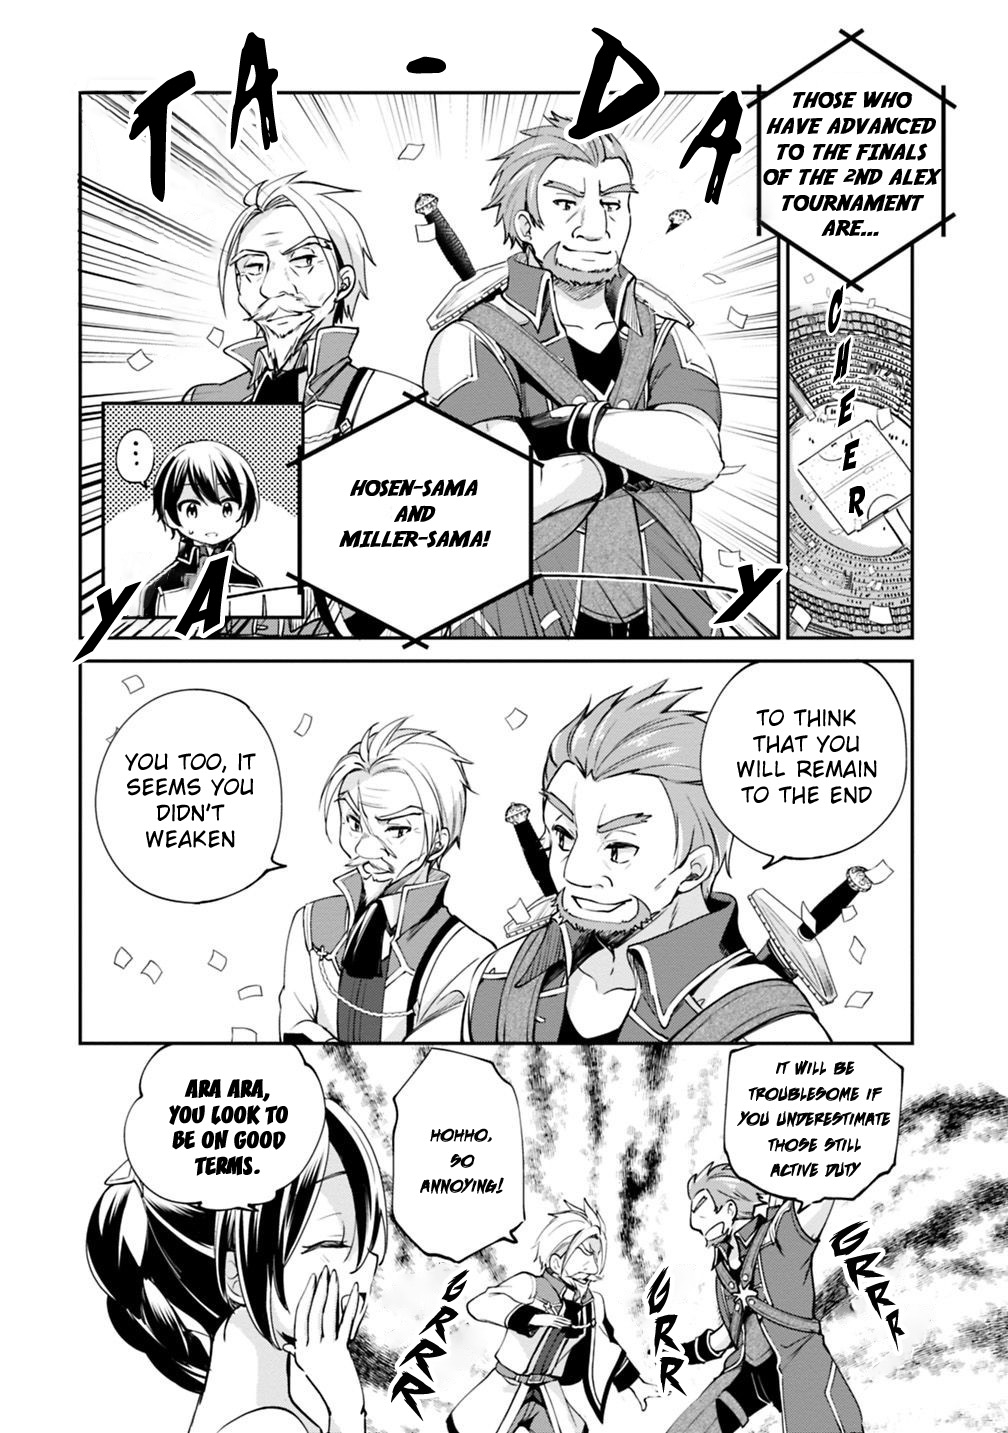 THOSE WHO
HAVE ADVANCED
TO THE FINALS
OF THE 2ND ALEX
TOURNAMENT
ARE...
CHEER
TA-DA
HOSEN-SAMA
AND
MILLER-SAMA!
...
YAY
TO THINK
THAT YOU
WILL REMAIN
TO THE END
YOU TOO, IT
SEEMS YOU
DIDN'T
WEAKEN
IT WILL BE
TROUBLESOME IF
YOU UNDERESTIMATE
THOSE STILL
ACTIVE DUTY
HOHHO,
SO
ANNOYING!
ARA ARA,
YOU LOOK TO
BE ON GOOD
TERMS.
GRRR
GRR
GRRR